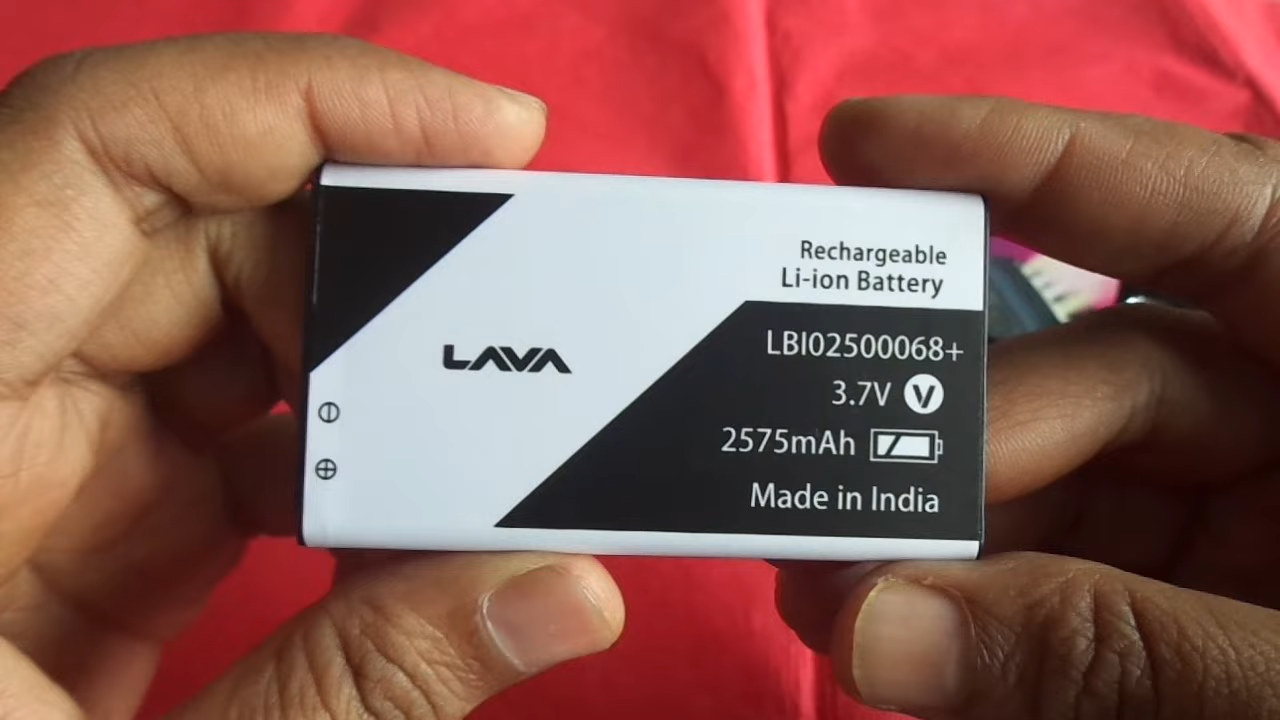 Rechargeable
Li-ion Battery
LAVA
LBI02500068+
3.7V V
2575mAh
Made in India